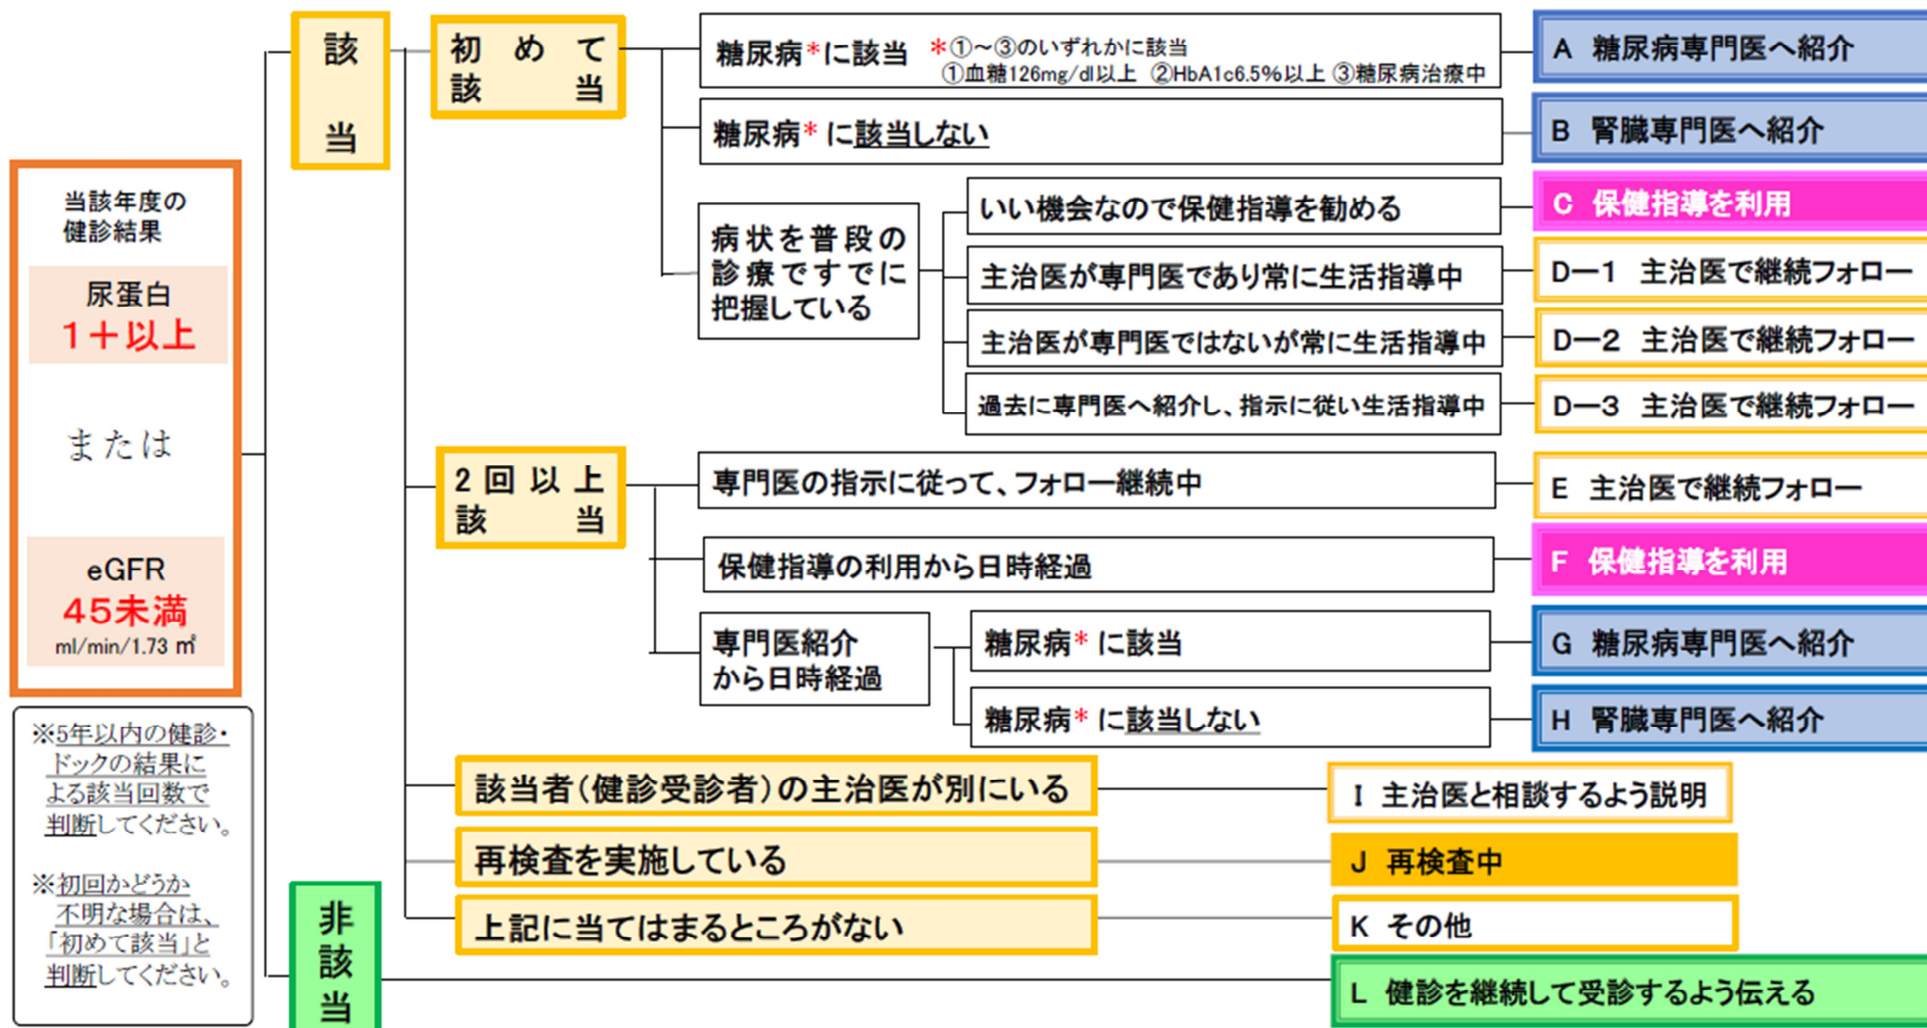 当該年度の
健診結果
尿蛋白
1+以上
または
eGFR
45未満
ml/min/1.73 ㎡
※5年以内の健診・
ドックの結果に
よる該当回数で
判断してください。
※初回かどうか
不明な場合は、
「初めて該当」と
判断してください。
該
当
初めて
該当
糖尿病*に該当 *①～③のいずれかに該当
①血糖126mg/dl以上 ②HbA1c6.5%以上 ③糖尿病治療中
A 糖尿病専門医へ紹介
糖尿病* に該当しない
B 腎臓専門医へ紹介
病状を普段の
診療ですでに
把握している
いい機会なので保健指導を勧める
C 保健指導を利用
主治医が専門医であり常に生活指導中
Dー1 主治医で継続フォロー
主治医が専門医ではないが常に生活指導中
Dー2 主治医で継続フォロー
過去に専門医へ紹介し、指示に従い生活指導中
Dー3 主治医で継続フォロー
2回以上
該当
専門医の指示に従って、フォロー継続中
E 主治医で継続フォロー
保健指導の利用から日時経過
F 保健指導を利用
専門医紹介
から日時経過
糖尿病* に該当
G 糖尿病専門医へ紹介
糖尿病* に該当しない
H 腎臓専門医へ紹介
該当者(健診受診者)の主治医が別にいる
I 主治医と相談するよう説明
再検査を実施している
J 再検査中
上記に当てはまるところがない
K その他
非
該
当
L 健診を継続して受診するよう伝える